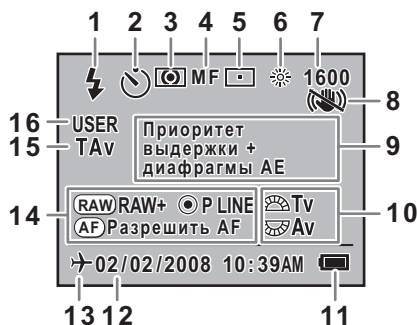 1 2 3 4 5 6 7
MF 1600
8
16 USER
15 TAv
Приоритет
выдержки +
диафрагмы AE
9
14
RAW RAW+ P LINE
AF Разрешить AF
Tv
Av
10
02/02/2008 10:39AM
13 12 11